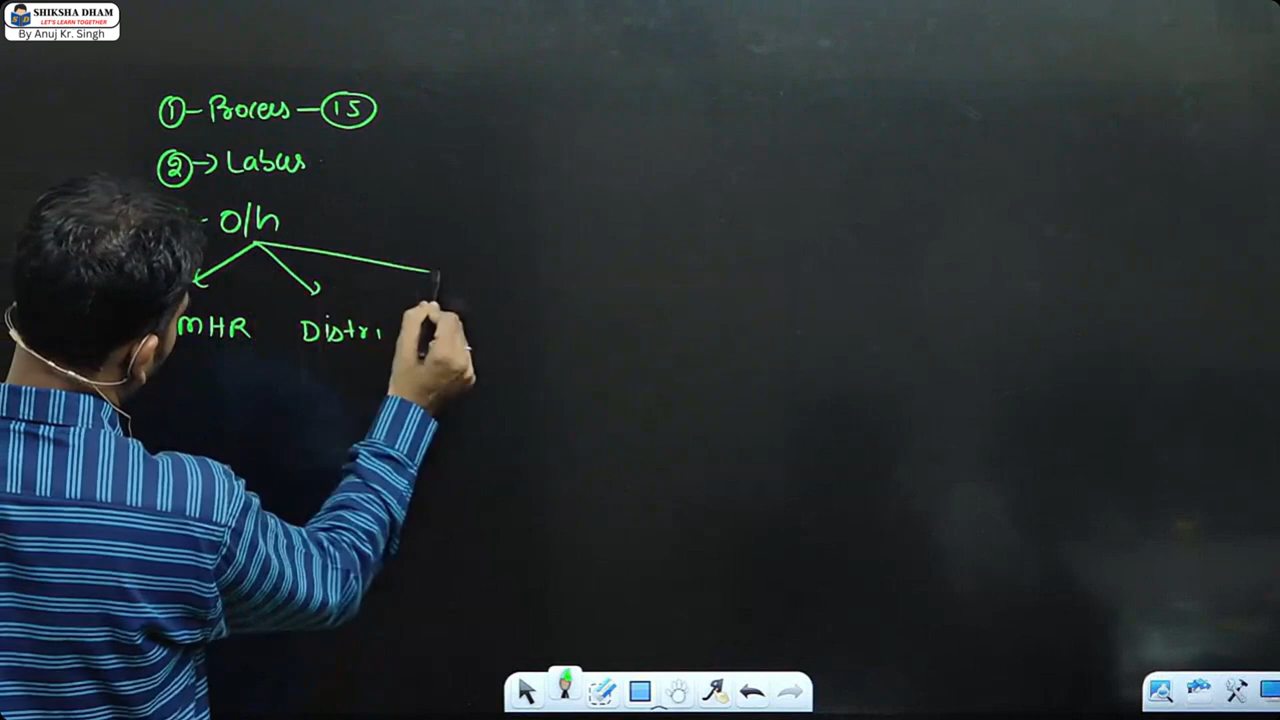 SHIKSHA DHAM
LET'S LEARN TOGETHER
By Anuj Kr. Singh
① – Process – 15
② → Labour
- O/h
MHR Distri